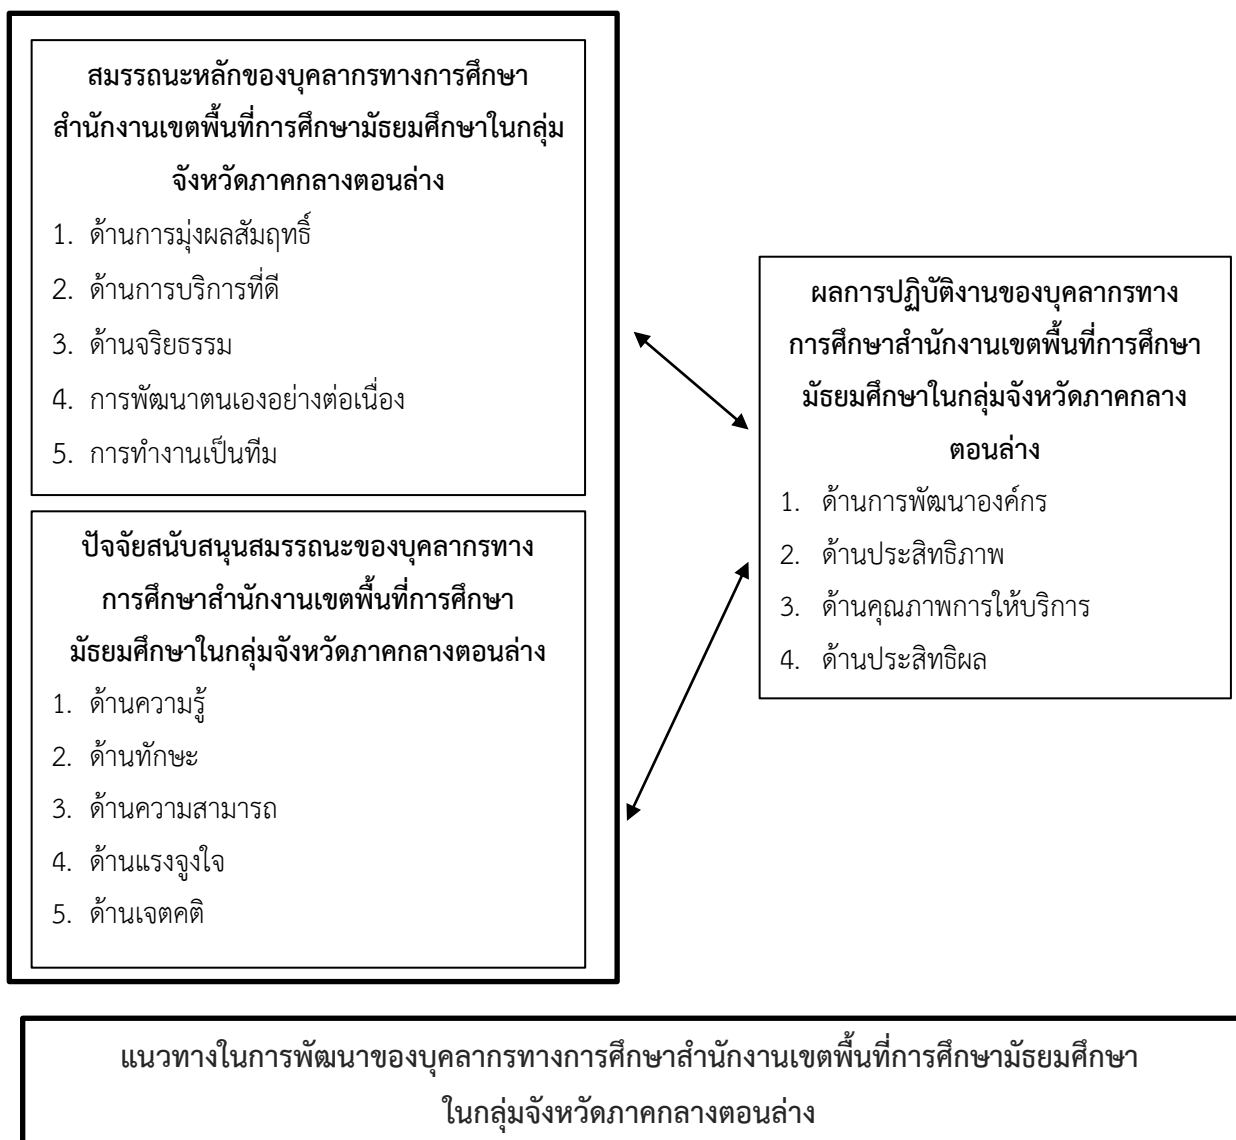 สมรรถนะหลักของบุคลากรทางการศึกษา
สำนักงานเขตพื้นที่การศึกษามัธยมศึกษาในกลุ่ม
จังหวัดภาคกลางตอนล่าง
1. ด้านการมุ่งผลสัมฤทธิ์
2. ด้านการบริการที่ดี
3. ด้านจริยธรรม
4. การพัฒนาตนเองอย่างต่อเนื่อง
5. การทำงานเป็นทีม
ปัจจัยสนับสนุนสมรรถนะของบุคลากรทาง
การศึกษาสำนักงานเขตพื้นที่การศึกษา
มัธยมศึกษาในกลุ่มจังหวัดภาคกลางตอนล่าง
1. ด้านความรู้
2. ด้านทักษะ
3. ด้านความสามารถ
4. ด้านแรงจูงใจ
5. ด้านเจตคติ
ผลการปฏิบัติงานของบุคลากรทาง
การศึกษาสำนักงานเขตพื้นที่การศึกษา
มัธยมศึกษาในกลุ่มจังหวัดภาคกลาง
ตอนล่าง
1. ด้านการพัฒนาองค์กร
2. ด้านประสิทธิภาพ
3. ด้านคุณภาพการให้บริการ
4. ด้านประสิทธิผล
แนวทางในการพัฒนาของบุคลากรทางการศึกษาสำนักงานเขตพื้นที่การศึกษามัธยมศึกษา
ในกลุ่มจังหวัดภาคกลางตอนล่าง